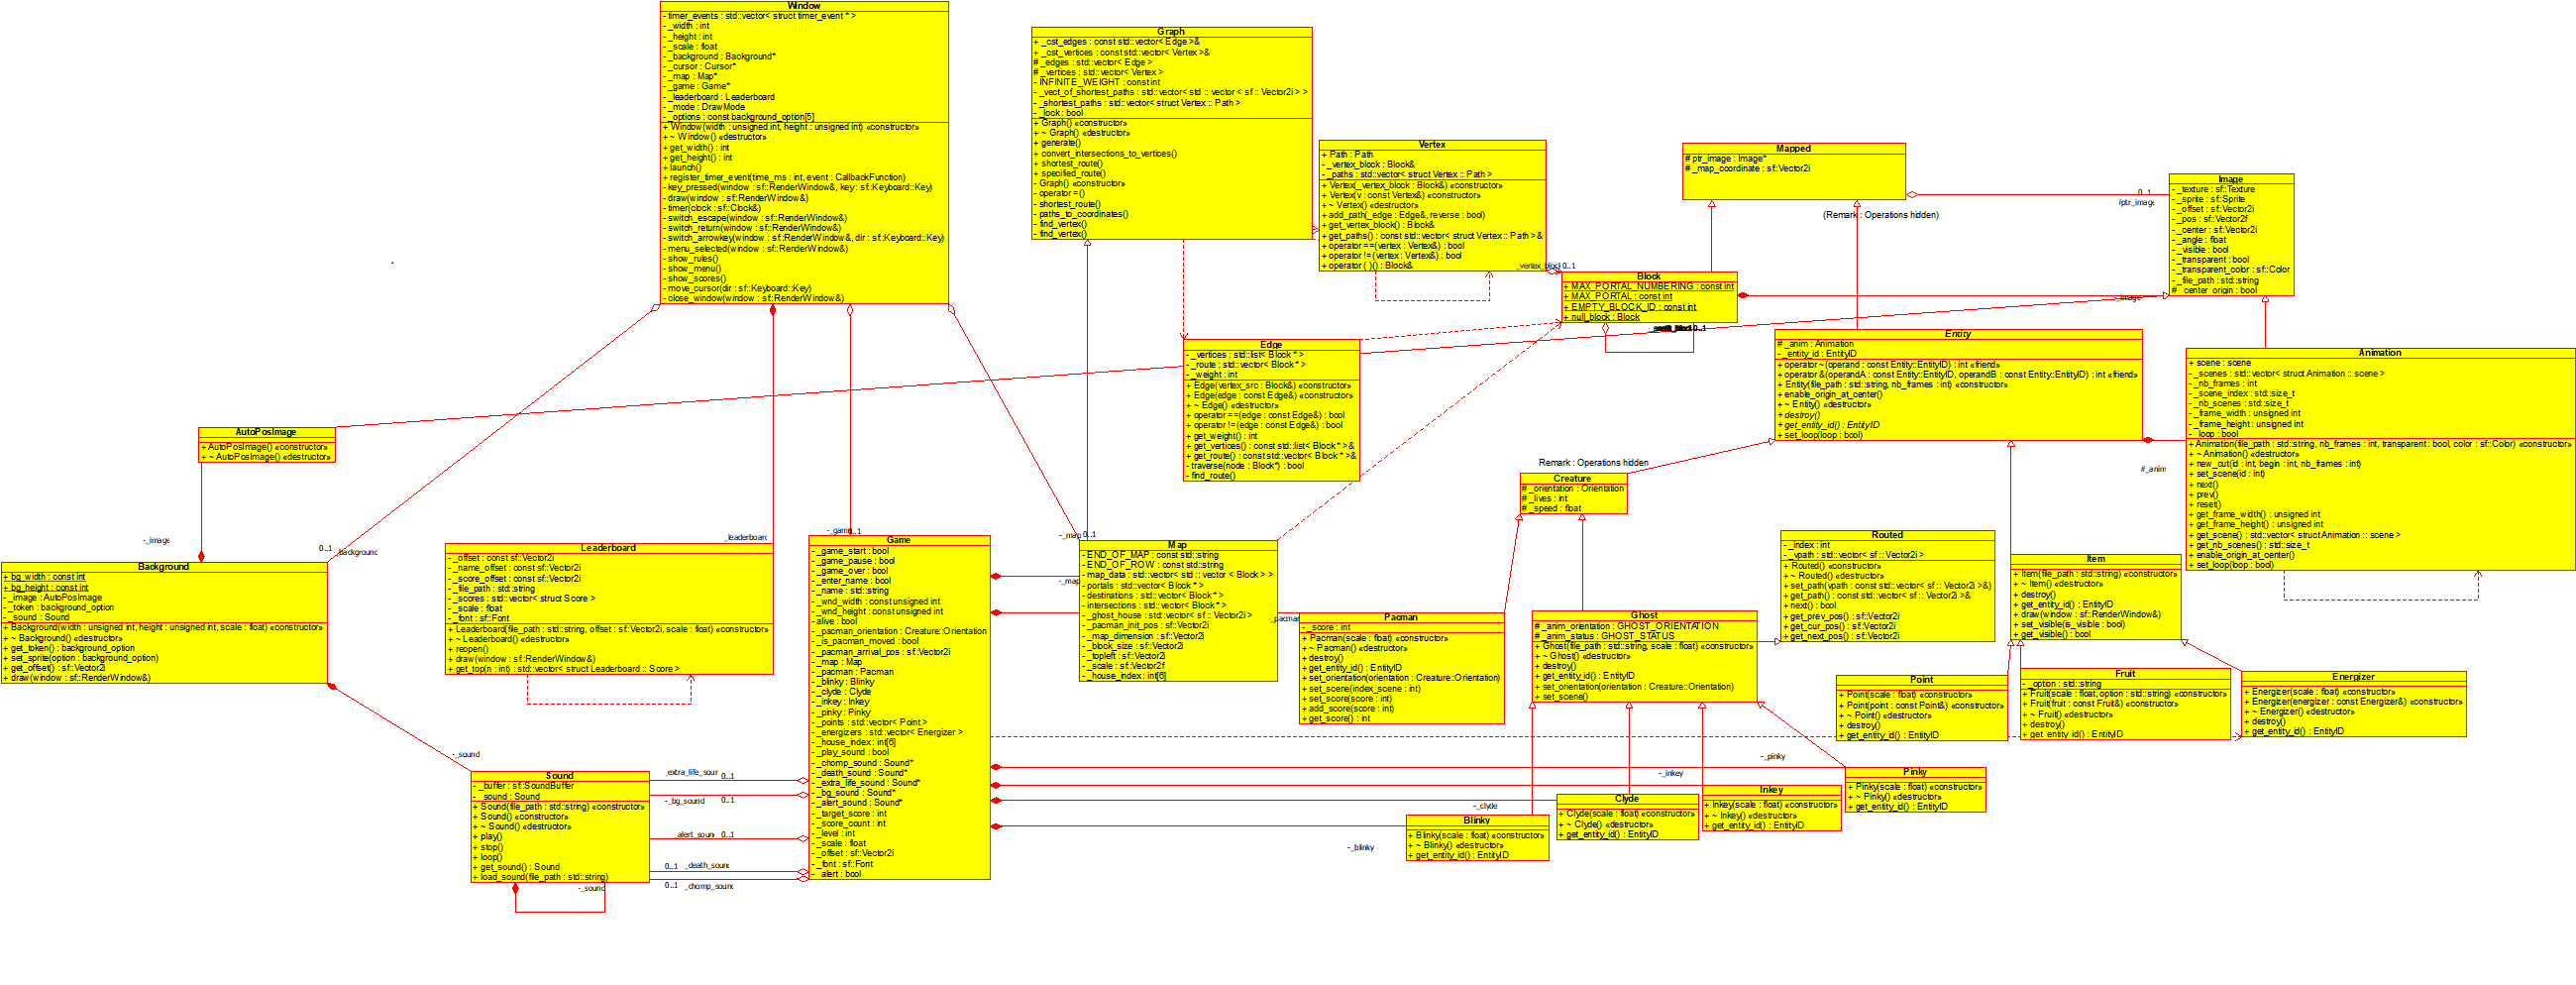 Window
- timer_events : std::vector< struct timer_event * >
- _width : int
- _height : int
- _scale : float
- _background : Background*
- _cursor : Cursor*
- _map : Map*
- _game : Game*
- _leaderboard : Leaderboard
- _mode : DrawMode
- _options : const background_option[5]
+ Window(width : unsigned int, height : unsigned int) «constructor»
+ ~ Window() «destructor»
+ get_width() : int
+ get_height() : int
+ launch()
+ register_timer_event(time_ms : int, event : CallbackFunction)
- key_pressed(window : sf::RenderWindow&, key: sf::Keyboard::Key)
- draw(window : sf::RenderWindow&)
- timer(clock : sf::Clock&)
- switch_escape(window : sf::RenderWindow&)
- switch_return(window : sf::RenderWindow&)
- switch_arrowkey(window : sf::RenderWindow&, dir : sf::Keyboard::Key)
- menu_selected(window : sf::RenderWindow&)
- show_rules()
- show_menu()
- show_scores()
- move_cursor(dir : sf::Keyboard::Key)
- close_window(window : sf::RenderWindow&)
Graph
+ _cst_edges : const std::vector< Edge >&
+ _cst_vertices : const std::vector< Vertex >&
# _edges : std::vector< Edge >
# _vertices : std::vector< Vertex >
- INFINITE_WEIGHT : const int
- _vect_of_shortest_paths : std::vector< std :: vector < sf :: Vector2i > >
- _shortest_paths : std::vector< struct Vertex :: Path >
- _lock : bool
+ Graph() «constructor»
+ ~ Graph() «destructor»
+ generate()
+ convert_intersections_to_vertices()
+ shortest_route()
+ specified_route()
- Graph() «constructor»
- operator =()
- shortest_route()
- paths_to_coordinates()
- find_vertex()
- find_vertex()
Vertex
+ Path : Path
- _vertex_block : Block&
- _paths : std::vector< struct Vertex :: Path >
+ Vertex(_vertex_block : Block&) «constructor»
+ Vertex(v : const Vertex&) «constructor»
+ ~ Vertex() «destructor»
+ add_path(_edge : Edge&, reverse : bool)
+ get_vertex_block() : Block&
+ get_paths() : const std::vector< struct Vertex :: Path >&
+ operator ==(vertex : Vertex&) : bool
+ operator !=(vertex : Vertex&) : bool
+ operator ( )() : Block&
Mapped
# ptr_image : Image*
# _map_coordinate : sf::Vector2i
(Remark : Operations hidden)
0..1
Image
- _texture : sf::Texture
- _sprite : sf::Sprite
- _offset : sf::Vector2i
- _pos : sf::Vector2f
- _center : sf::Vector2i
- _angle : float
- _visible : bool
- _transparent : bool
- _transparent_color : sf::Color
- _file_path : std::string
# _center_origin : bool
0..1
Block
+ MAX_PORTAL_NUMBERING : const int
+ MAX_PORTAL : const int
+ EMPTY_BLOCK_ID : const int
+ null_block : Block
0..1
Edge
- _vertices : std::list< Block * >
- _route : std::vector< Block * >
- _weight : int
+ Edge(vertex_src : Block&) «constructor»
+ Edge(edge : const Edge&) «constructor»
+ ~ Edge() «destructor»
+ operator ==(edge : const Edge&) : bool
+ operator !=(edge : const Edge&) : bool
+ get_weight() : int
+ get_vertices() : const std::list< Block * >&
+ get_route() : const std::vector< Block * >&
- traverse(node : Block*) : bool
- find_route()
Entity
# _anim : Animation
- _entity_id : EntityID
+ operator ~(operand : const Entity::EntityID) : int «friend»
+ operator &(operandA : const Entity::EntityID, operandB : const Entity::EntityID) : int «friend»
+ Entity(file_path : std::string, nb_frames : int) «constructor»
+ enable_origin_at_center()
+ ~ Entity() «destructor»
+ destroy()
+ get_entity_id() : EntityID
+ set_loop(loop : bool)
#_anim
Animation
+ scene : scene
- _scenes : std::vector< struct Animation :: scene >
- _nb_frames : int
- _scene_index : std::size_t
- _nb_scenes : std::size_t
- _frame_width : unsigned int
- _frame_height : unsigned int
- _loop : bool
+ Animation(file_path : std::string, nb_frames : int, transparent : bool, color : sf::Color) «constructor»
+ ~ Animation() «destructor»
+ new_cut(id : int, begin : int, nb_frames : int)
+ set_scene(id : int)
+ next()
+ prev()
+ reset()
+ get_frame_width() : unsigned int
+ get_frame_height() : unsigned int
+ get_scene() : std::vector< struct Animation :: scene >
+ get_nb_scenes() : std::size_t
+ enable_origin_at_center()
+ set_loop(loop : bool)
AutoPosImage
+ AutoPosImage() «constructor»
+ ~ AutoPosImage() «destructor»
-_image
0..1
_background
_leaderboard
0..1
0..1
Remark : Operations hidden
Creature
# _orientation : Orientation
# _lives : int
# _speed : float
Background
+ bg_width : const int
+ bg_height : const int
- _image : AutoPosImage
- _token : background_option
- _sound : Sound
+ Background(width : unsigned int, height : unsigned int, scale : float) «constructor»
+ ~ Background() «destructor»
+ get_token() : background_option
+ set_sprite(option : background_option)
+ get_offset() : sf::Vector2i
+ draw(window : sf::RenderWindow&)
Leaderboard
- _offset : const sf::Vector2i
- _name_offset : const sf::Vector2i
- _score_offset : const sf::Vector2i
- _file_path : std::string
- _scores : std::vector< struct Score >
- _scale : float
- _font : sf::Font
+ Leaderboard(file_path : std::string, offset : sf::Vector2i, scale : float) «constructor»
+ ~ Leaderboard() «destructor»
+ reopen()
+ draw(window : sf::RenderWindow&)
+ get_top(n : int) : std::vector< struct Leaderboard :: Score >
Game
- _game_start : bool
- _game_pause : bool
- _game_over : bool
- _enter_name : bool
- _name : std::string
- _wnd_width : const unsigned int
- _wnd_height : const unsigned int
- alive : bool
- _pacman_orientation : Creature::Orientation
- _is_pacman_moved : bool
- _pacman_arrival_pos : sf::Vector2i
- _map : Map
- _pacman : Pacman
- _blinky : Blinky
- _clyde : Clyde
- _inkey : Inkey
- _pinky : Pinky
- _points : std::vector< Point >
- _energizers : std::vector< Energizer >
- _house_index : int[6]
- _play_sound : bool
- _chomp_sound : Sound*
- _death_sound : Sound*
- _extra_life_sound : Sound*
- _bg_sound : Sound*
- _alert_sound : Sound*
- _target_score : int
- _score_count : int
- _level : int
- _scale : float
- _offset : sf::Vector2i
- _font : sf::Font
- _alert : bool
-_map
Map
- END_OF_MAP : const std::string
- END_OF_ROW : const std::string
- map_data : std::vector< std :: vector < Block > >
- portals : std::vector< Block * >
- destinations : std::vector< Block * >
- intersections : std::vector< Block * >
- _ghost_house : std::vector< sf :: Vector2i >
- _pacman_init_pos : sf::Vector2i
- _map_dimension : sf::Vector2i
- _block_size : sf::Vector2i
- _topleft : sf::Vector2i
- _scale : sf::Vector2f
- _house_index : int[6]
Pacman
- _score : int
+ Pacman(scale : float) «constructor»
+ ~ Pacman() «destructor»
+ destroy()
+ get_entity_id() : EntityID
+ set_orientation(orientation : Creature::Orientation)
+ set_scene(index_scene : int)
+ set_score(score : int)
+ add_score(score : int)
+ get_score() : int
Ghost
# _anim_orientation : GHOST_ORIENTATION
# _anim_status : GHOST_STATUS
+ Ghost(file_path : std::string, scale : float) «constructor»
+ ~ Ghost() «destructor»
+ destroy()
+ get_entity_id() : EntityID
+ set_orientation(orientation : Creature::Orientation)
+ set_scene()
Routed
- _index : int
- _vpath : std::vector< sf :: Vector2i >
+ Routed() «constructor»
+ ~ Routed() «destructor»
+ set_path(vpath : const std::vector< sf :: Vector2i >&)
+ get_path() : const std::vector< sf :: Vector2i >&
+ next() : bool
+ get_prev_pos() : sf::Vector2i
+ get_cur_pos() : sf::Vector2i
+ get_next_pos() : sf::Vector2i
Item
+ Item(file_path : std::string) «constructor»
+ ~ Item() «destructor»
+ destroy()
+ get_entity_id() : EntityID
+ draw(window : sf::RenderWindow&)
+ set_visible(is_visible : bool)
+ get_visible() : bool
Point
+ Point(scale : float) «constructor»
+ Point(point : const Point&) «constructor»
+ ~ Point() «destructor»
+ destroy()
+ get_entity_id() : EntityID
Fruit
- _option : std::string
+ Fruit(scale : float, option : std::string) «constructor»
+ Fruit(fruit : const Fruit&) «constructor»
+ ~ Fruit() «destructor»
+ destroy()
+ get_entity_id() : EntityID
Energizer
+ Energizer(scale : float) «constructor»
+ Energizer(energizer : const Energizer&) «constructor»
+ ~ Energizer() «destructor»
+ destroy()
+ get_entity_id() : EntityID
-_sound
Sound
- _buffer : sf::SoundBuffer
- _sound : Sound
+ Sound(file_path : std::string) «constructor»
+ Sound() «constructor»
+ ~ Sound() «destructor»
+ play()
+ stop()
+ loop()
+ get_sound() : Sound
+ load_sound(file_path : std::string)
-_sound
0..1
-_bg_sound 0..1
0..1
0..1
0..1
-_pinky
-_inkey
-_clyde
-_blinky
Pinky
+ Pinky(scale : float) «constructor»
+ ~ Pinky() «destructor»
+ get_entity_id() : EntityID
Inkey
+ Inkey(scale : float) «constructor»
+ ~ Inkey() «destructor»
+ get_entity_id() : EntityID
Clyde
+ Clyde(scale : float) «constructor»
+ ~ Clyde() «destructor»
+ get_entity_id() : EntityID
Blinky
+ Blinky(scale : float) «constructor»
+ ~ Blinky() «destructor»
+ get_entity_id() : EntityID